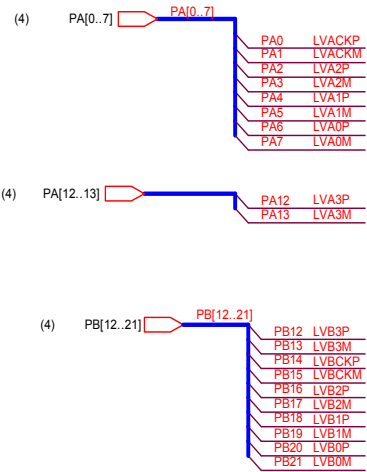 (4) PA[0..7] PA[0..7]
PA0 LVACKP
PA1 LVACKM
PA2 LVA2P
PA3 LVA2M
PA4 LVA1P
PA5 LVA1M
PA6 LVA0P
PA7 LVA0M
(4) PA[12..13]
PA12 LVA3P
PA13 LVA3M
(4) PB[12..21] PB[12..21]
PB12 LVB3P
PB13 LVB3M
PB14 LVBCKP
PB15 LVBCKM
PB16 LVB2P
PB17 LVB2M
PB18 LVB1P
PB19 LVB1M
PB20 LVB0P
PB21 LVB0M